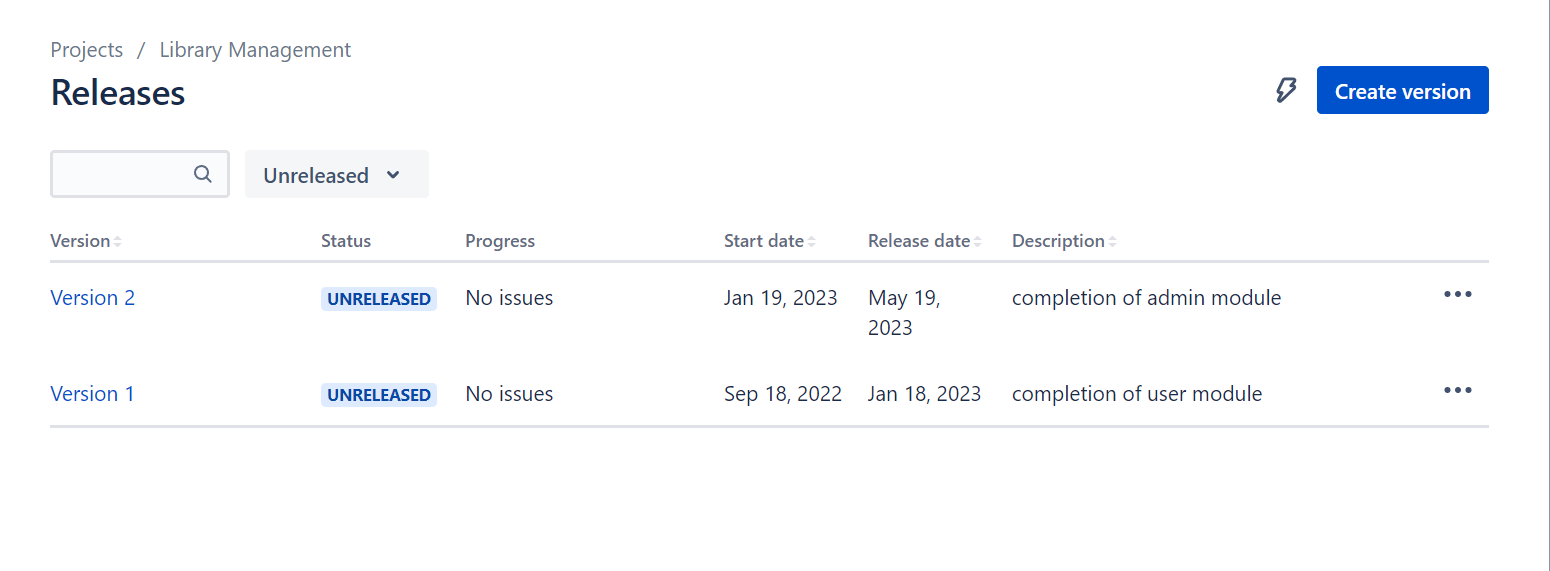 Projects / Library Management
Releases
Create version
Unreleased
Version Status Progress Start date Release date Description
Version 2 UNRELEASED No issues Jan 19, 2023 May 19, 2023 completion of admin module
Version 1 UNRELEASED No issues Sep 18, 2022 Jan 18, 2023 completion of user module